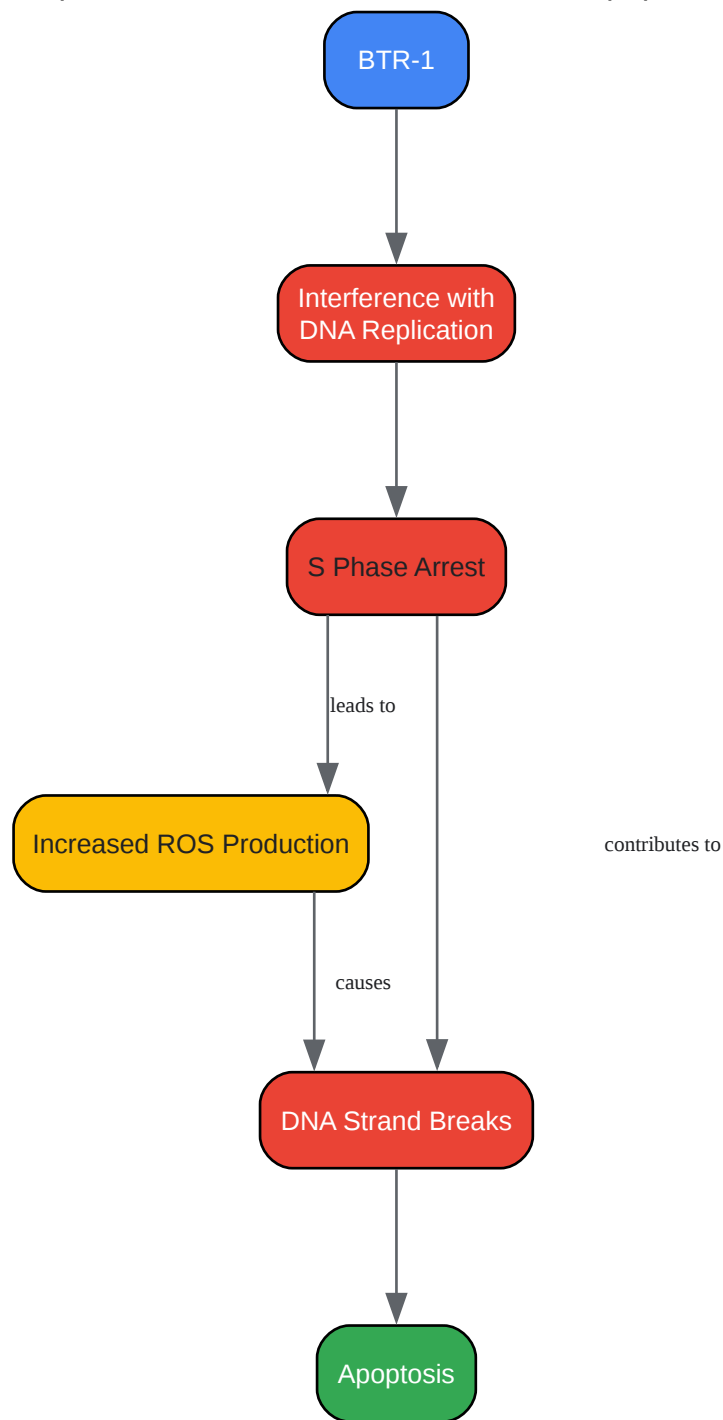 BTR-1
Interference with
DNA Replication
S Phase Arrest
leads to
Increased ROS Production
contributes to
causes
DNA Strand Breaks
Apoptosis